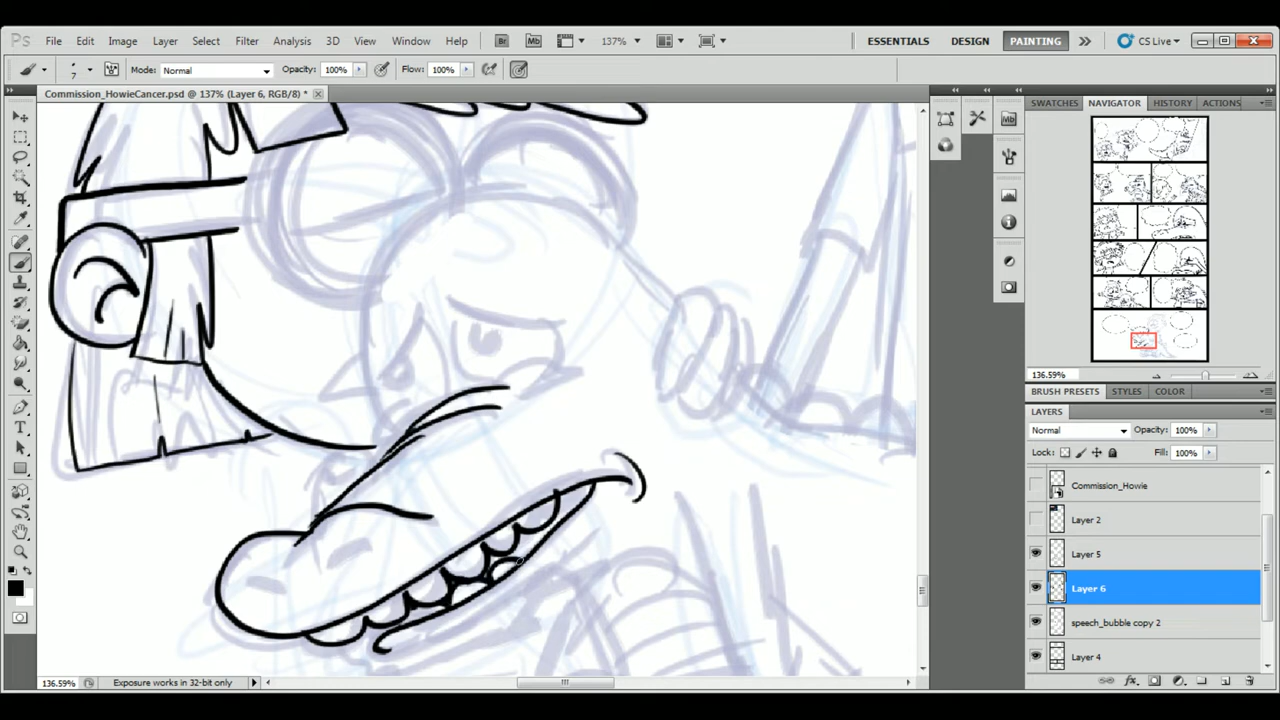 Ps File Edit Image Layer Select Filter Analysis 3D View Window Help Br Mb 137% ESSENTIALS DESIGN PAINTING CS Live
7 Mode: Normal Opacity: 100% Flow: 100%
Commission_HowieCancer.psd @ 137% (Layer 6, RGB/8) *
SWATCHES NAVIGATOR HISTORY ACTIONS
Mb
136.59%
BRUSH PRESETS STYLES COLOR
LAYERS
Normal Opacity: 100%
Lock: Fill: 100%
Commission_Howie
Layer 2
Layer 5
Layer 6
speech_bubble copy 2
Layer 4
T
fx
136.59% Exposure works in 32-bit only